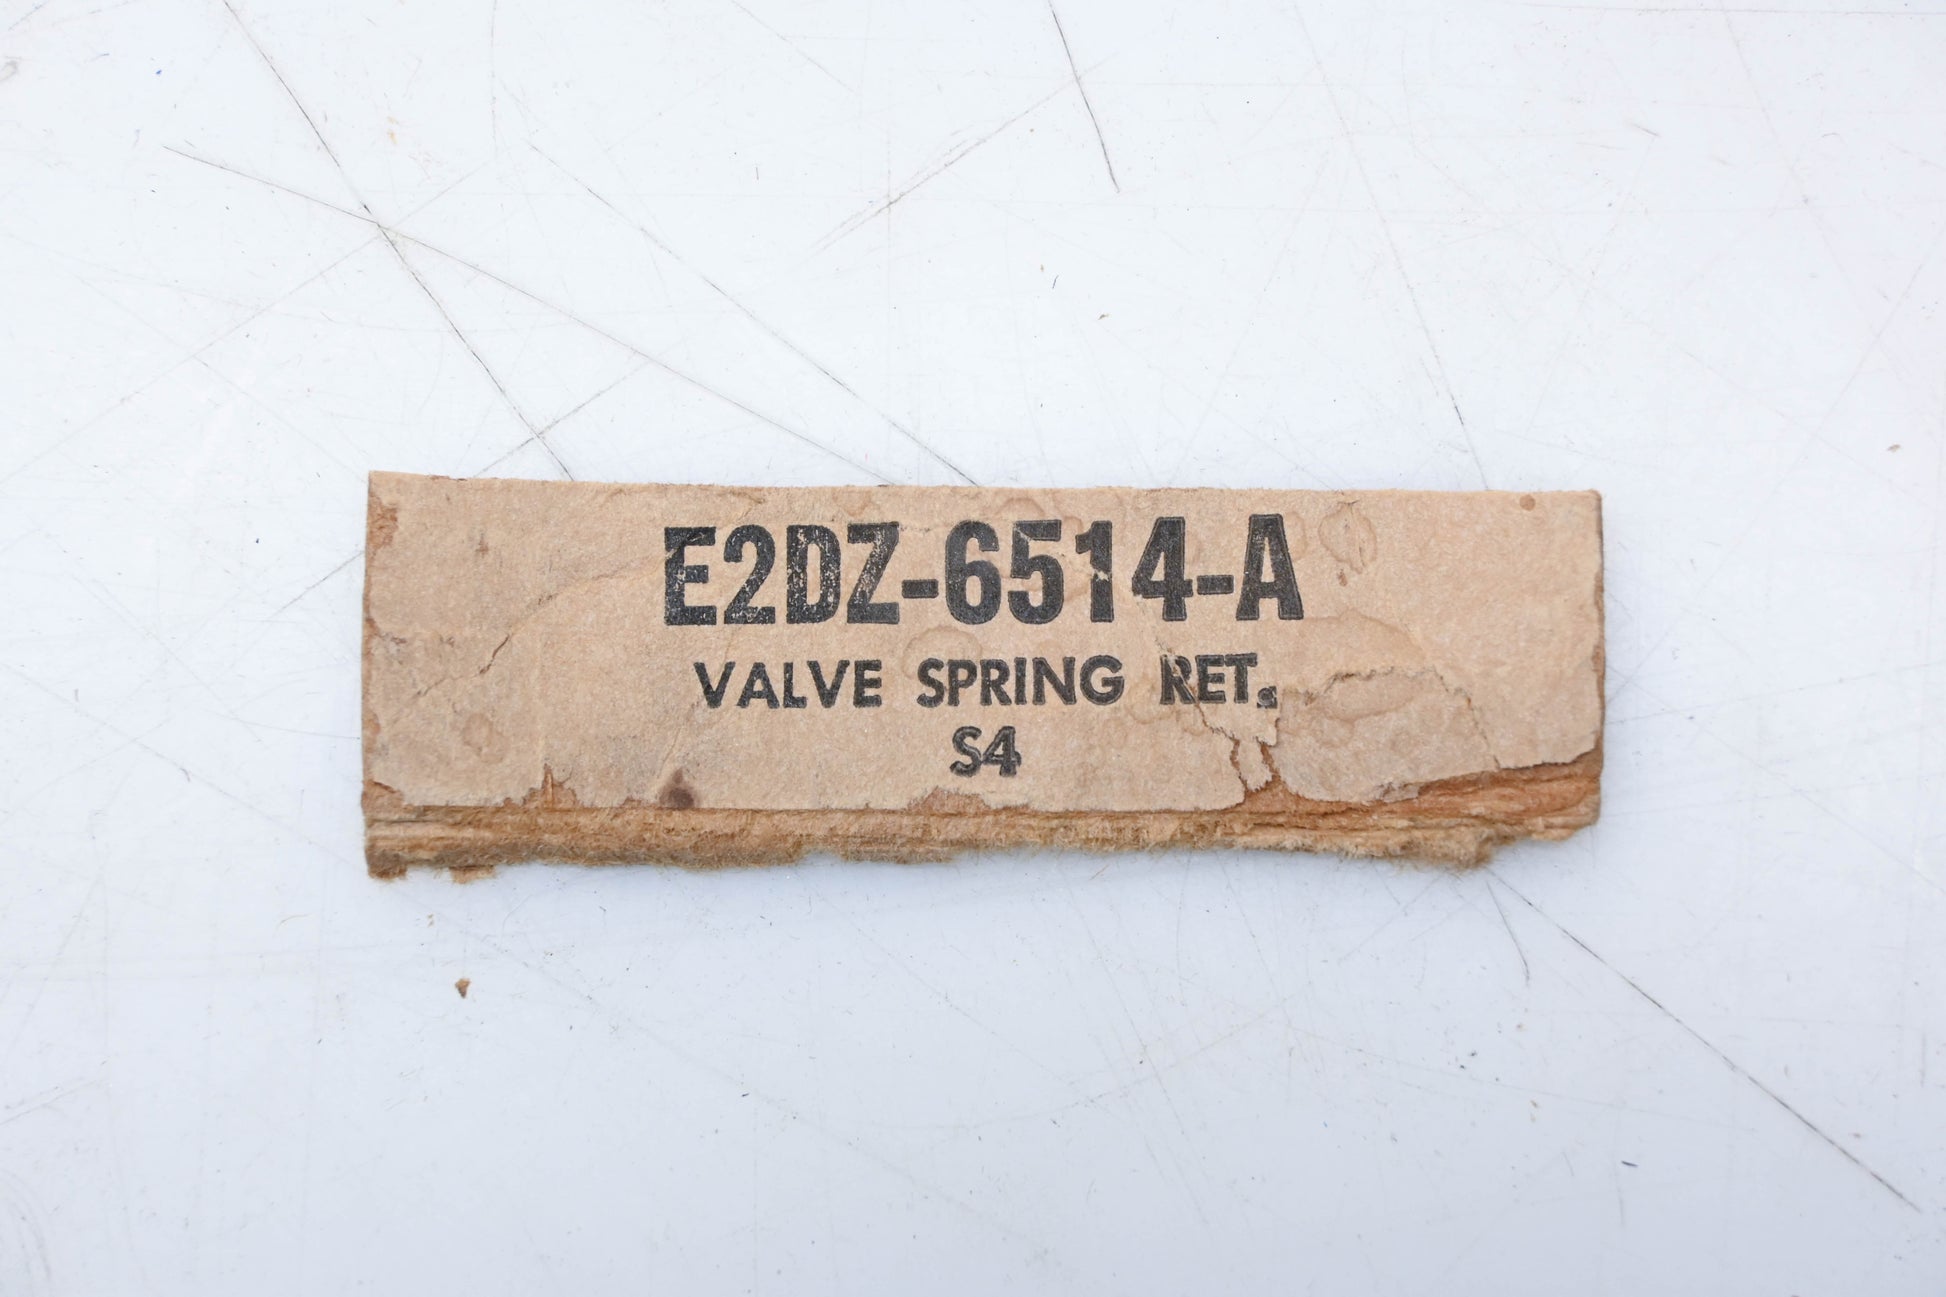 E2DZ-6514-A
VALVE SPRING RET.
S4